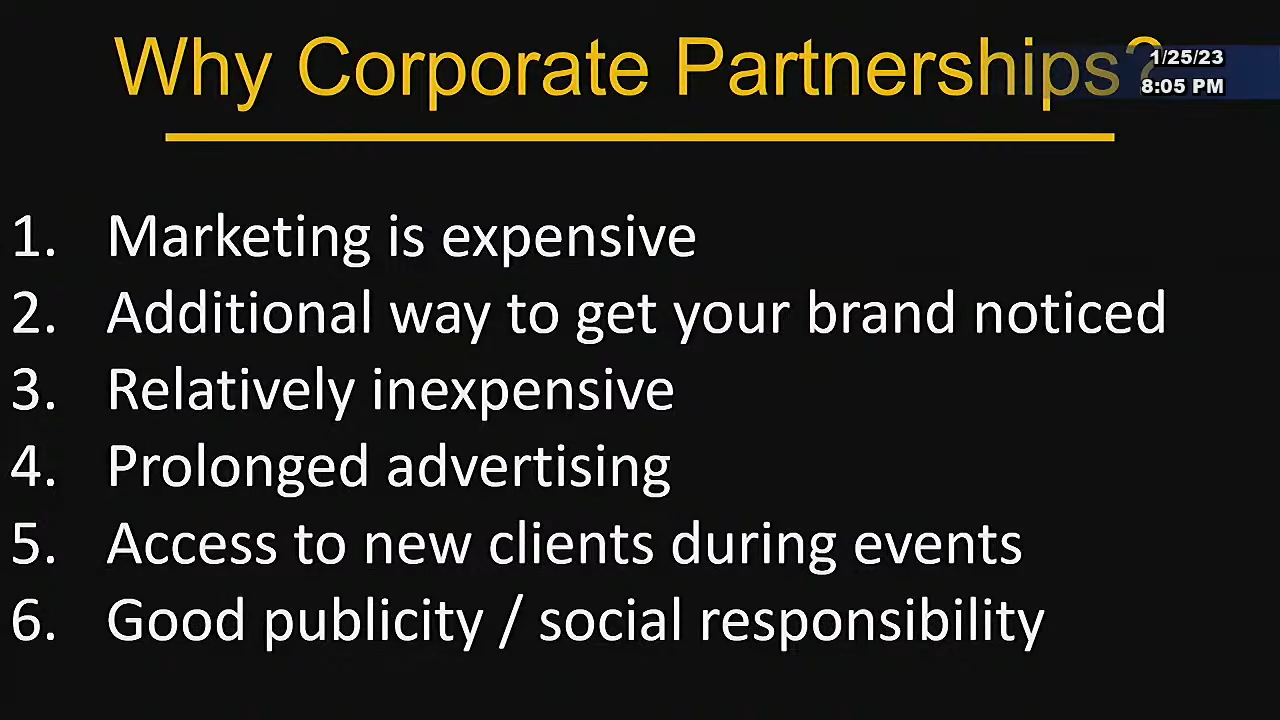 Why Corporate Partnerships?
1/25/23
8:05 PM
1. Marketing is expensive
2. Additional way to get your brand noticed
3. Relatively inexpensive
4. Prolonged advertising
5. Access to new clients during events
6. Good publicity / social responsibility